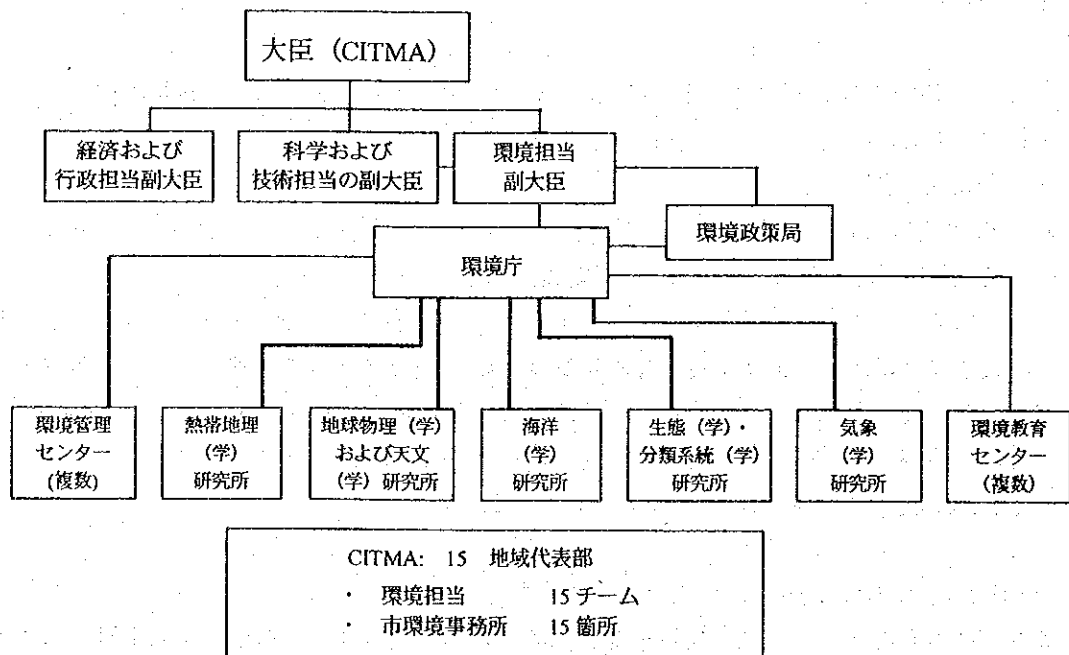 大臣（CITMA）
経済および
行政担当副大臣
科学および
技術担当の副大臣
環境担当
副大臣
環境政策局
環境庁
環境管理
センター
(複数)
熱帯地理
(学)
研究所
地球物理（学）
および天文
（学）研究所
海洋
(学)
研究所
生態（学）・
分類系統（学）
研究所
気象
(学)
研究所
環境教育
センター
(複数)
CITMA: 15 地域代表部
・ 環境担当 15 チーム
・ 市環境事務所 15 箇所